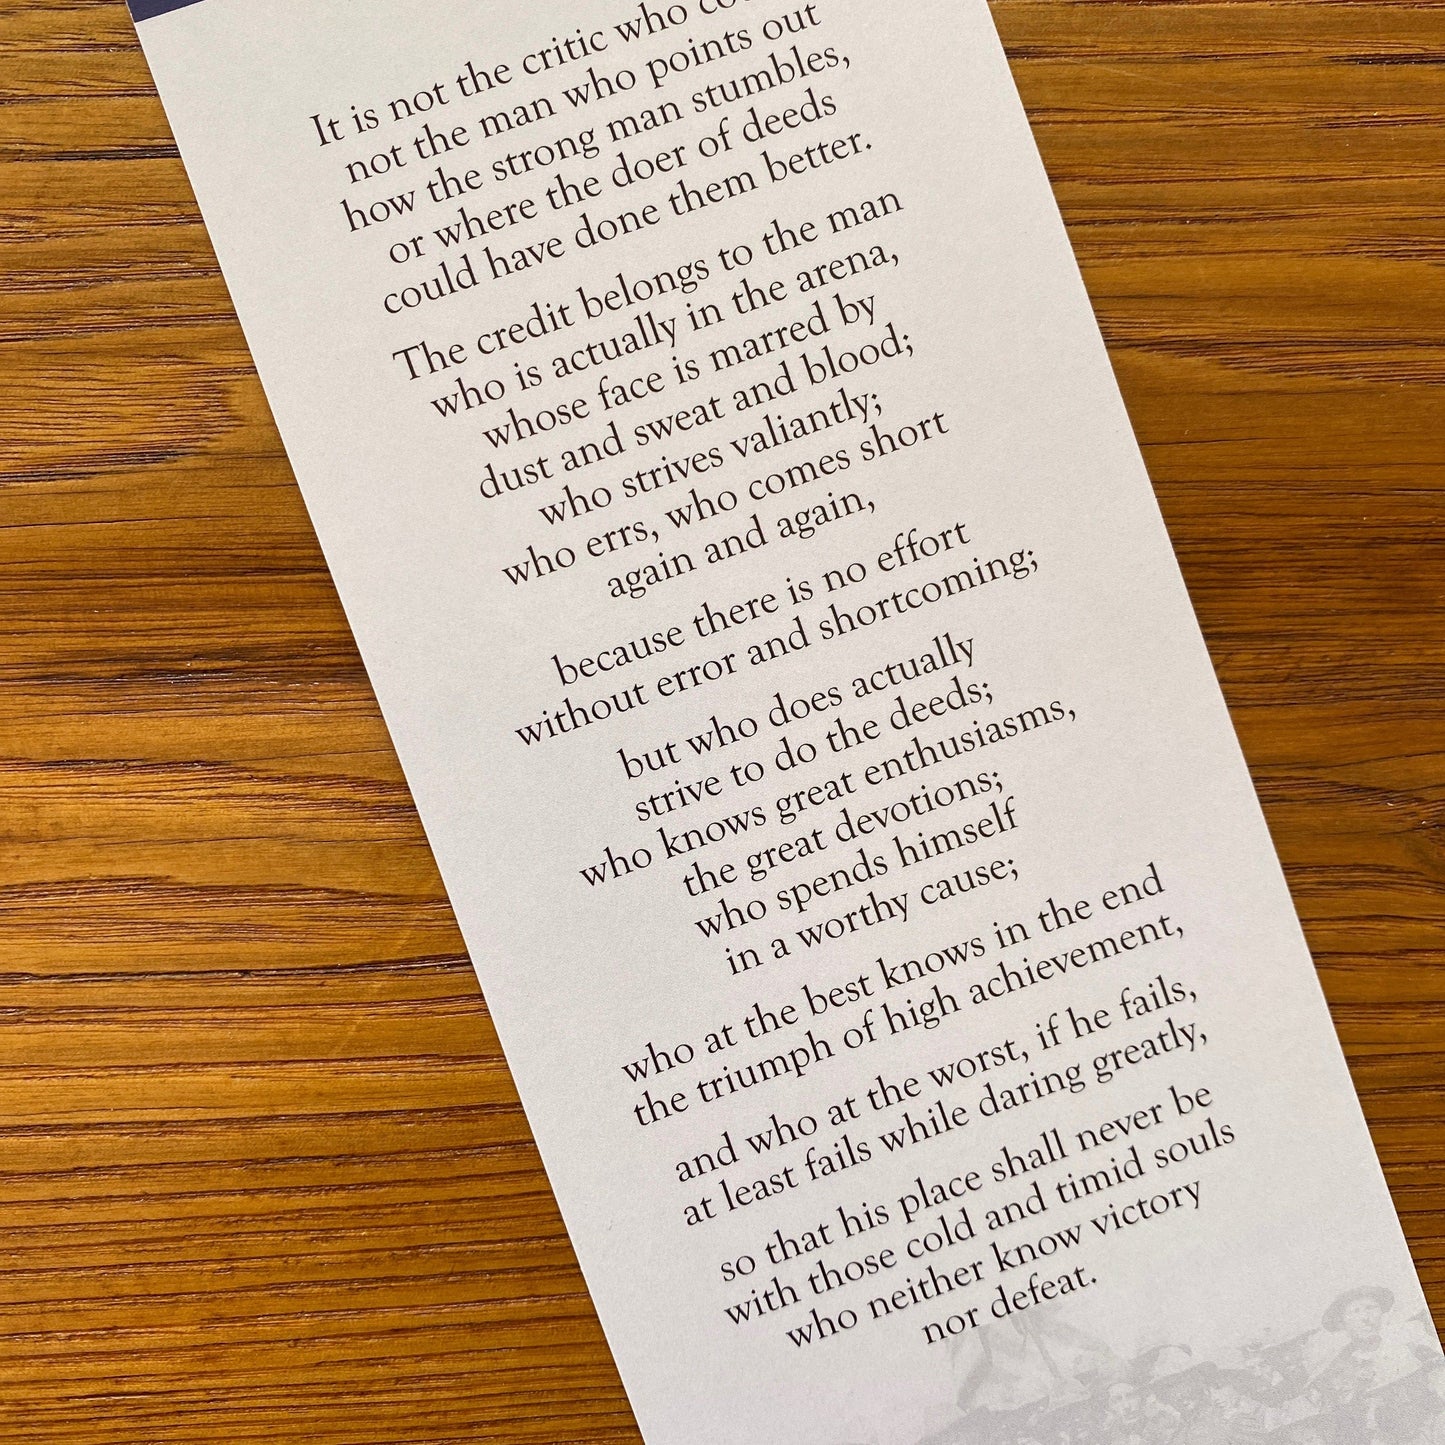 It is not the critic who
not the man who points out
how the strong man stumbles,
or where the doer of deeds
could have done them better.
The credit belongs to the man
who is actually in the arena,
whose face is marred by
dust and sweat and blood;
who strives valiantly;
who errs, who comes short
again and again,
because there is no effort
without error and shortcoming;
but who does actually
strive to do the deeds;
who knows great enthusiasms,
the great devotions;
who spends himself
in a worthy cause;
who at the best knows in the end
the triumph of high achievement,
and who at the worst, if he fails,
at least fails while daring greatly,
so that his place shall never be
with those cold and timid souls
who neither know victory
nor defeat.